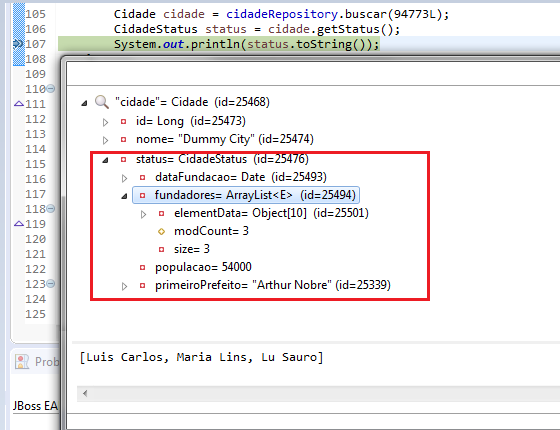 105 Cidade cidade = cidadeRepository.buscar(94773L);
106 CidadeStatus status = cidade.getStatus();
107 System.out.println(status.toString());
108
109
110
111
112
113
114
115
116
117
118
119
120
121
122
123
124
125
"cidade"= Cidade (id=25468)
id= Long (id=25473)
nome= "Dummy City" (id=25474)
status= CidadeStatus (id=25476)
dataFundacao= Date (id=25493)
fundadores= ArrayList<E> (id=25494)
elementData= Object[10] (id=25501)
modCount= 3
size= 3
populacao= 54000
primeiroPrefeito= "Arthur Nobre" (id=25339)
[Luis Carlos, Maria Lins, Lu Sauro]
Prob
JBoss EA